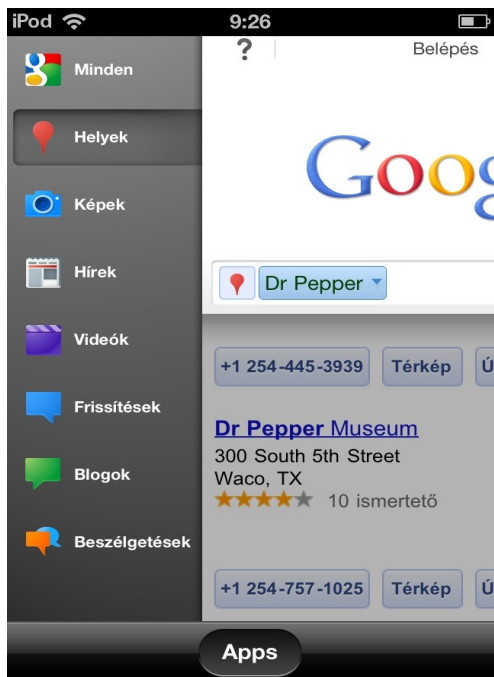 iPod 9:26
Minden
Helyek
Képek
Hírek
Videók
Frissítések
Blogok
Beszélgetések
? Belépés
Goog
Dr Pepper
+1 254-445-3939 Térkép Ú
Dr Pepper Museum
300 South 5th Street
Waco, TX
10 ismertető
+1 254-757-1025 Térkép Ú
Apps